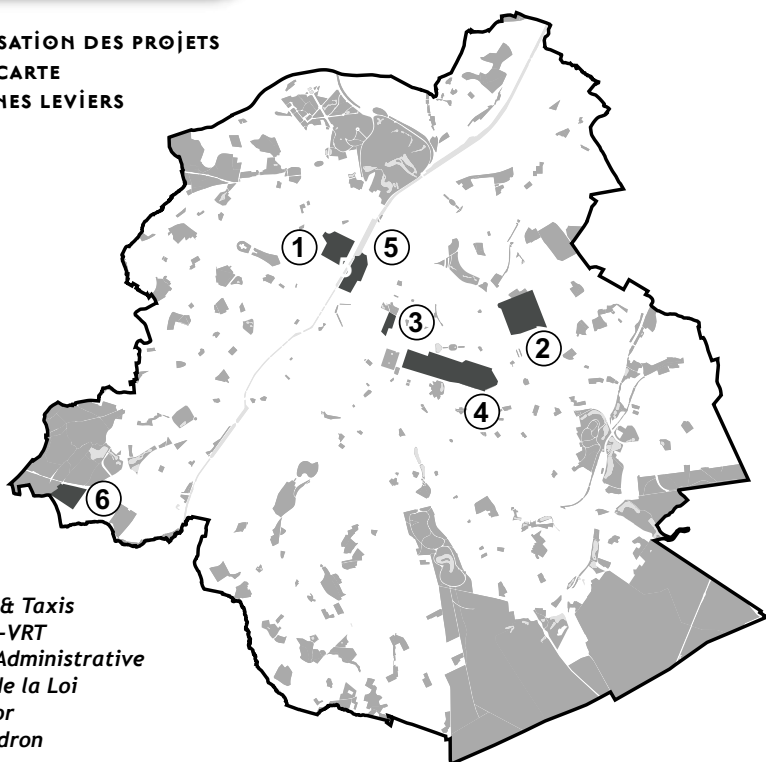 SATION DES PROJETS
CARTE
NES LEVIERS
1
5
3
2
4
6
& Taxis
-VRT
Administrative
de la Loi
or
dron